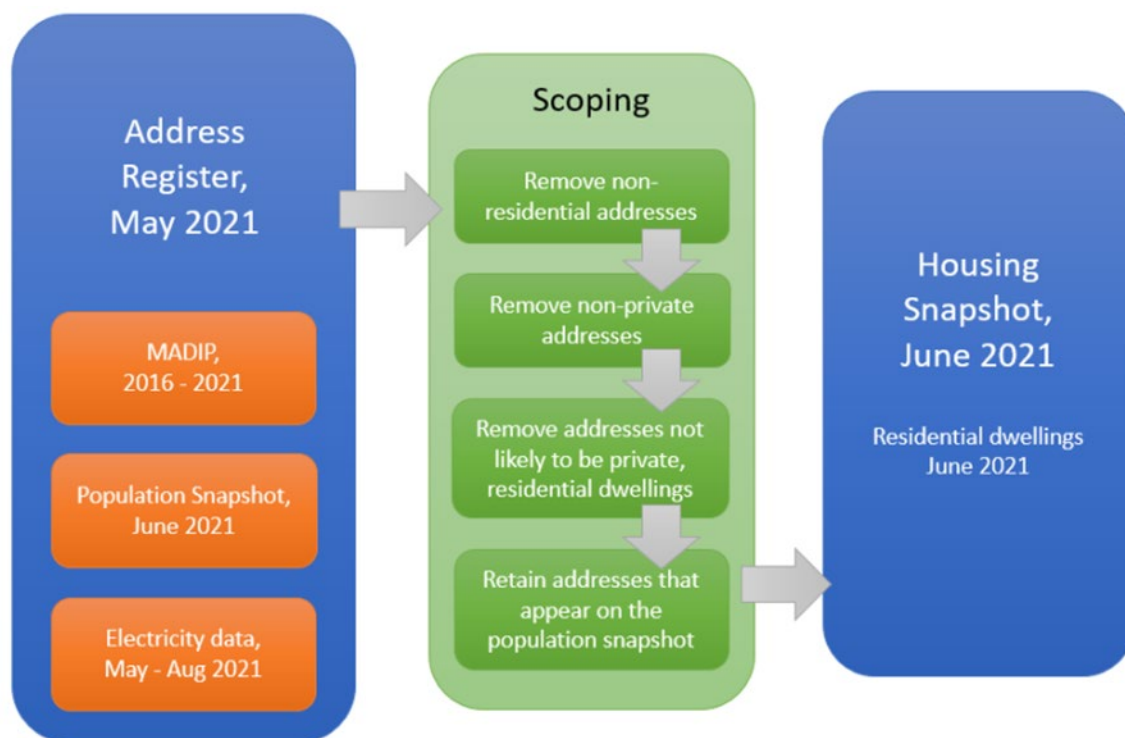 Address
Register,
May 2021
MADIP,
2016 - 2021
Population Snapshot,
June 2021
Electricity data,
May - Aug 2021
Scoping
Remove non-
residential addresses
Remove non-private
addresses
Remove addresses not
likely to be private,
residential dwellings
Retain addresses that
appear on the
population snapshot
Housing
Snapshot,
June 2021
Residential dwellings
June 2021